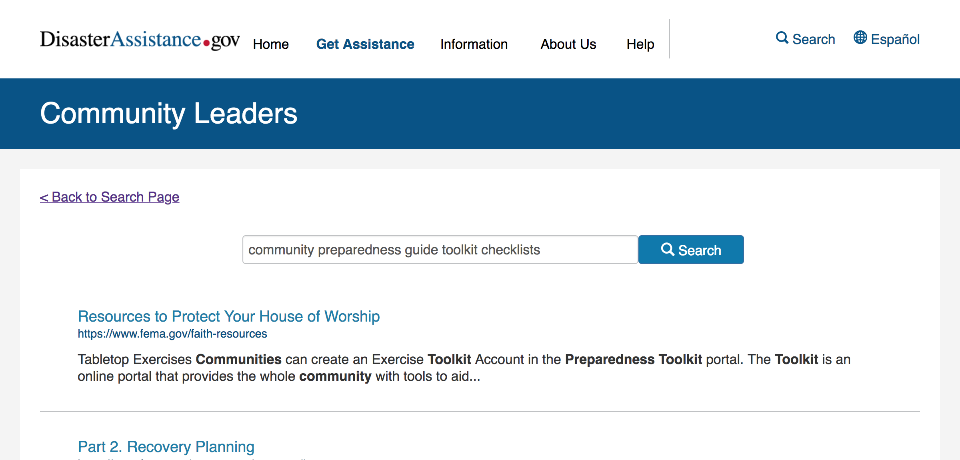 DisasterAssistance.gov Home Get Assistance Information About Us Help Search Español
Community Leaders
< Back to Search Page
community preparedness guide toolkit checklists Search
Resources to Protect Your House of Worship
https://www.fema.gov/faith-resources
Tabletop Exercises Communities can create an Exercise Toolkit Account in the Preparedness Toolkit portal. The Toolkit is an
online portal that provides the whole community with tools to aid...
Part 2. Recovery Planning